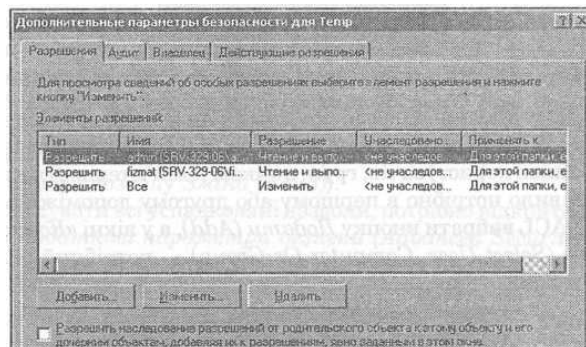 Дополнительные параметры безопасности для Temp
Разрешения Аудит Владелец Действующие разрешения
Для просмотра сведений об особых разрешениях выберите элемент разрешения и нажмите
кнопку "Изменить".
Элементы разрешений:
Тип Имя Разрешение Унаследовано... Применять к
Разрешить admin (SRV-329-06\a... Чтение и выпо... <не унаследов... Для этой папки, е
Разрешить fizmat (SRV-329-06\fi... Чтение и выпо... <не унаследов... Для этой папки, е
Разрешить Все Изменить <не унаследов... Для этой папки, е
Добавить... Изменить... Удалить
Разрешить наследование разрешений от родительского объекта к этому объекту и его
дочерним объектам, добавляя их к разрешениям, явно заданным в этом окне.